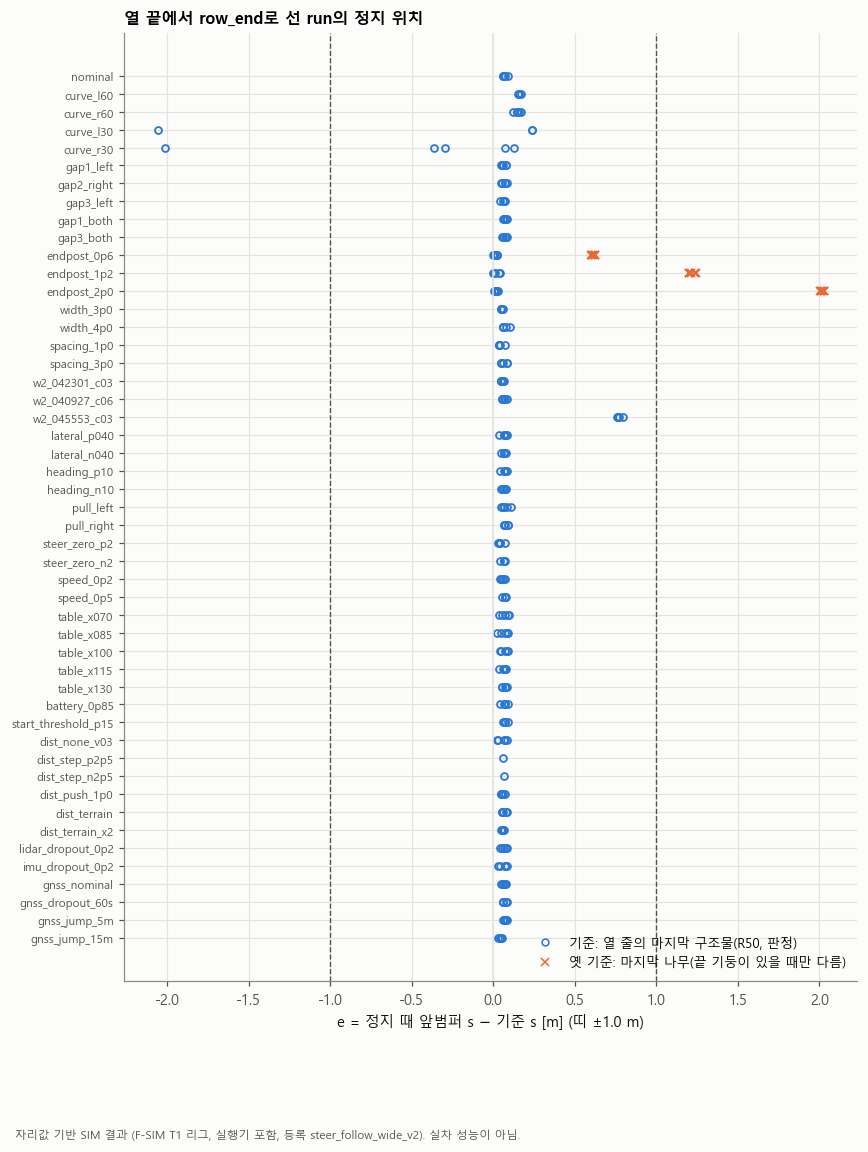 열 끝에서 row_end로 선 run의 정지 위치
nominal
curve_l60
curve_r60
curve_l30
curve_r30
gap1_left
gap2_right
gap3_left
gap1_both
gap3_both
endpost_0p6
endpost_1p2
endpost_2p0
width_3p0
width_4p0
spacing_1p0
spacing_3p0
w2_042301_c03
w2_040927_c06
w2_045553_c03
lateral_p040
lateral_n040
heading_p10
heading_n10
pull_left
pull_right
steer_zero_p2
steer_zero_n2
speed_0p2
speed_0p5
table_x070
table_x085
table_x100
table_x115
table_x130
battery_0p85
start_threshold_p15
dist_none_v03
dist_step_p2p5
dist_step_n2p5
dist_push_1p0
dist_terrain
dist_terrain_x2
lidar_dropout_0p2
imu_dropout_0p2
gnss_nominal
gnss_dropout_60s
gnss_jump_5m
gnss_jump_15m
기준: 열 줄의 마지막 구조물(R50, 판정)
옛 기준: 마지막 나무(끝 기둥이 있을 때만 다름)
-2.0 -1.5 -1.0 -0.5 0.0 0.5 1.0 1.5 2.0
e = 정지 때 앞범퍼 s − 기준 s [m] (띠 ±1.0 m)
자리값 기반 SIM 결과 (F-SIM T1 리그, 실행기 포함, 등록 steer_follow_wide_v2). 실차 성능이 아님.